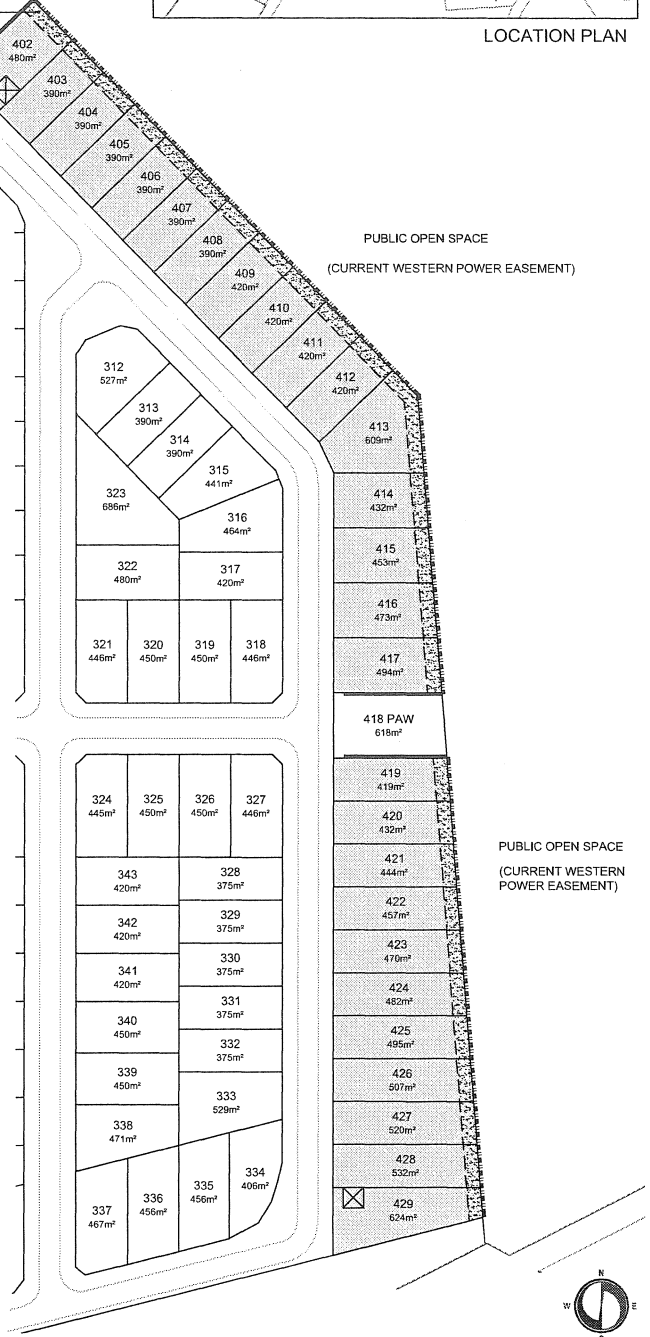 LOCATION PLAN
402
480m²
403
390m²
404
390m²
405
390m²
406
390m²
407
390m²
408
390m²
409
420m²
410
420m²
411
420m²
412
420m²
413
609m²
PUBLIC OPEN SPACE
(CURRENT WESTERN POWER EASEMENT)
312
527m²
313
390m²
314
390m²
315
441m²
323
686m²
316
464m²
322
480m²
317
420m²
321
446m²
320
450m²
319
450m²
318
446m²
414
432m²
415
453m²
416
473m²
417
494m²
418 PAW
618m²
419
419m²
420
432m²
421
444m²
422
457m²
423
470m²
424
482m²
425
495m²
426
507m²
427
520m²
428
532m²
429
624m²
PUBLIC OPEN SPACE
(CURRENT WESTERN
POWER EASEMENT)
324
445m²
325
450m²
326
450m²
327
446m²
343
420m²
328
375m²
342
420m²
329
375m²
341
420m²
330
375m²
340
450m²
331
375m²
339
450m²
332
375m²
338
471m²
333
529m²
337
467m²
336
456m²
335
456m²
334
406m²
N
W
E